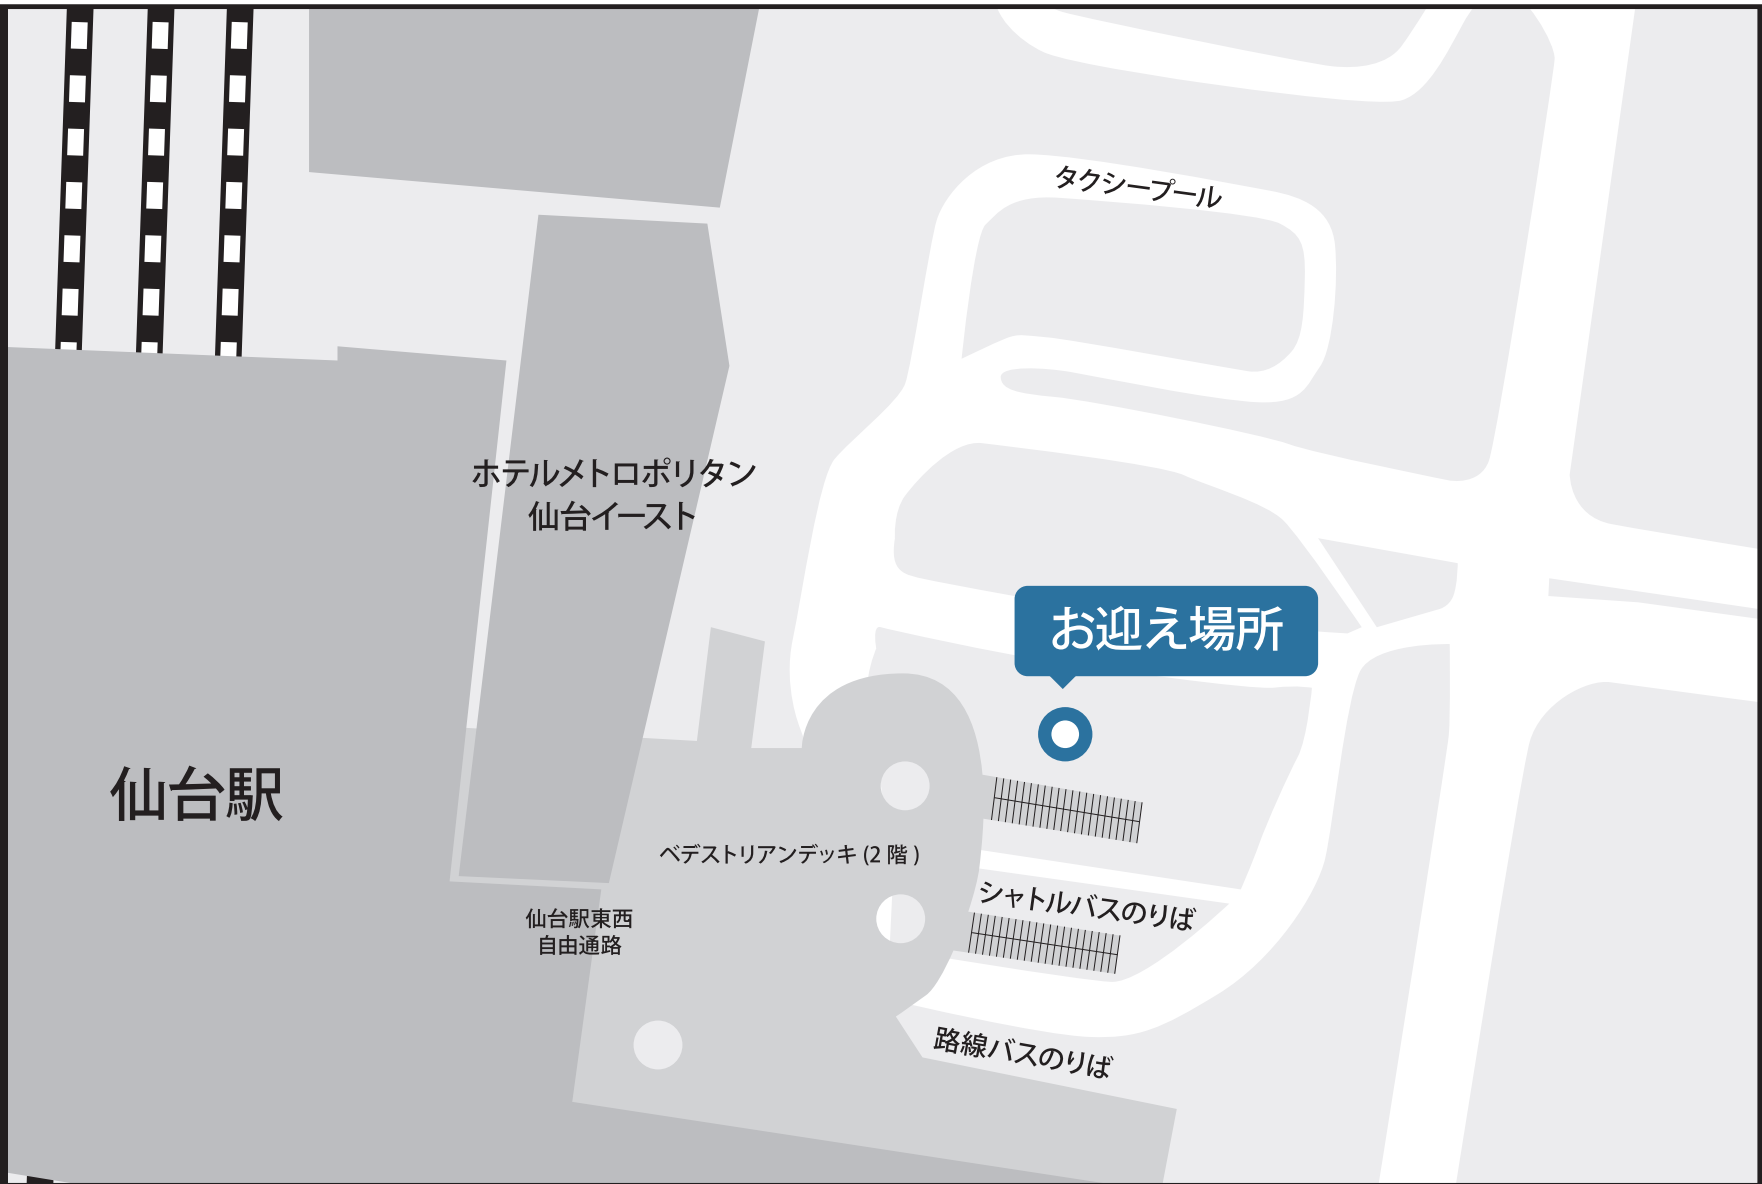 タクシープール
ホテルメトロポリタン
仙台イースト
お迎え場所
仙台駅
ペデストリアンデッキ (2 階 )
シャトルバスのりば
仙台駅東西
自由通路
路線バスのりば